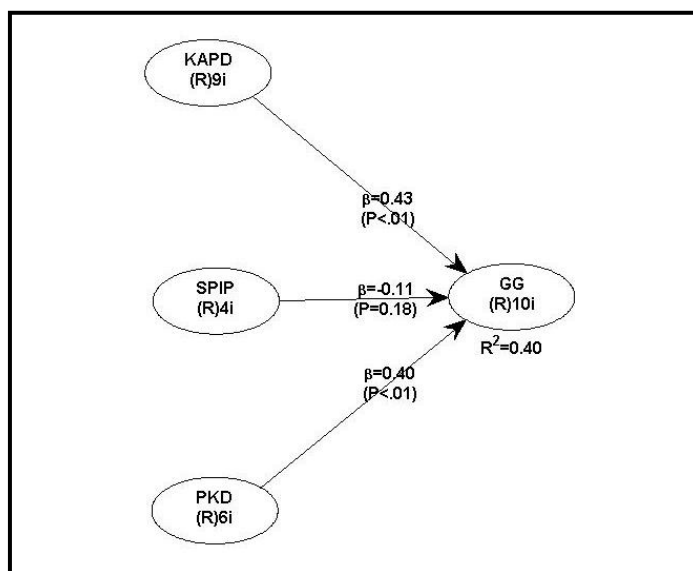 KAPD
(R)9i
β=0.43
(P<.01)
SPIP
(R)4i
β=-0.11
(P=0.18)
GG
(R)10i
R²=0.40
β=0.40
(P<.01)
PKD
(R)6i